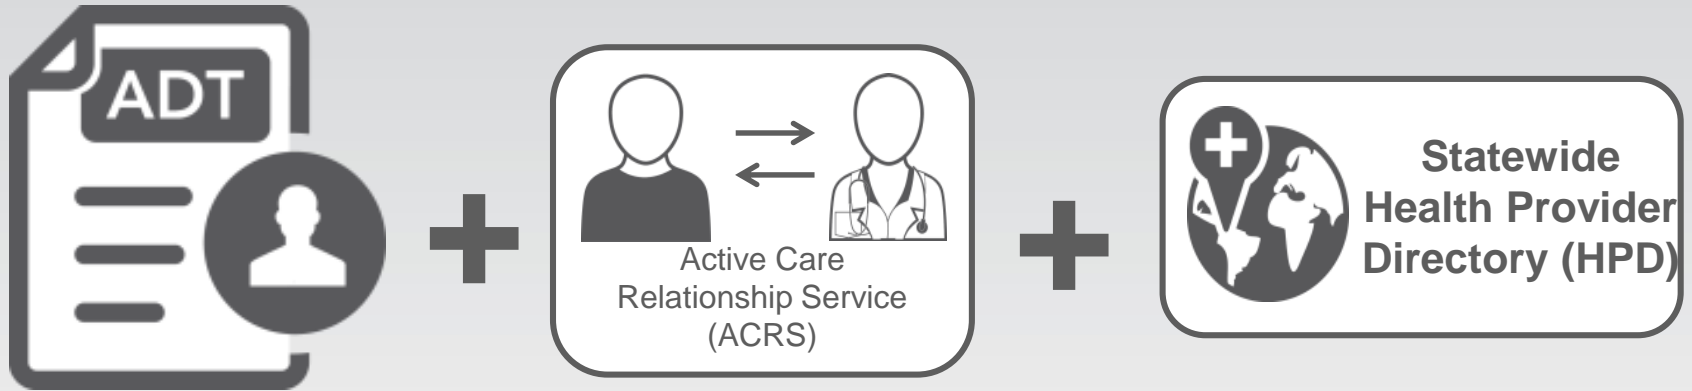 ADT
Active Care
Relationship Service
(ACRS)
Statewide
Health Provider
Directory (HPD)